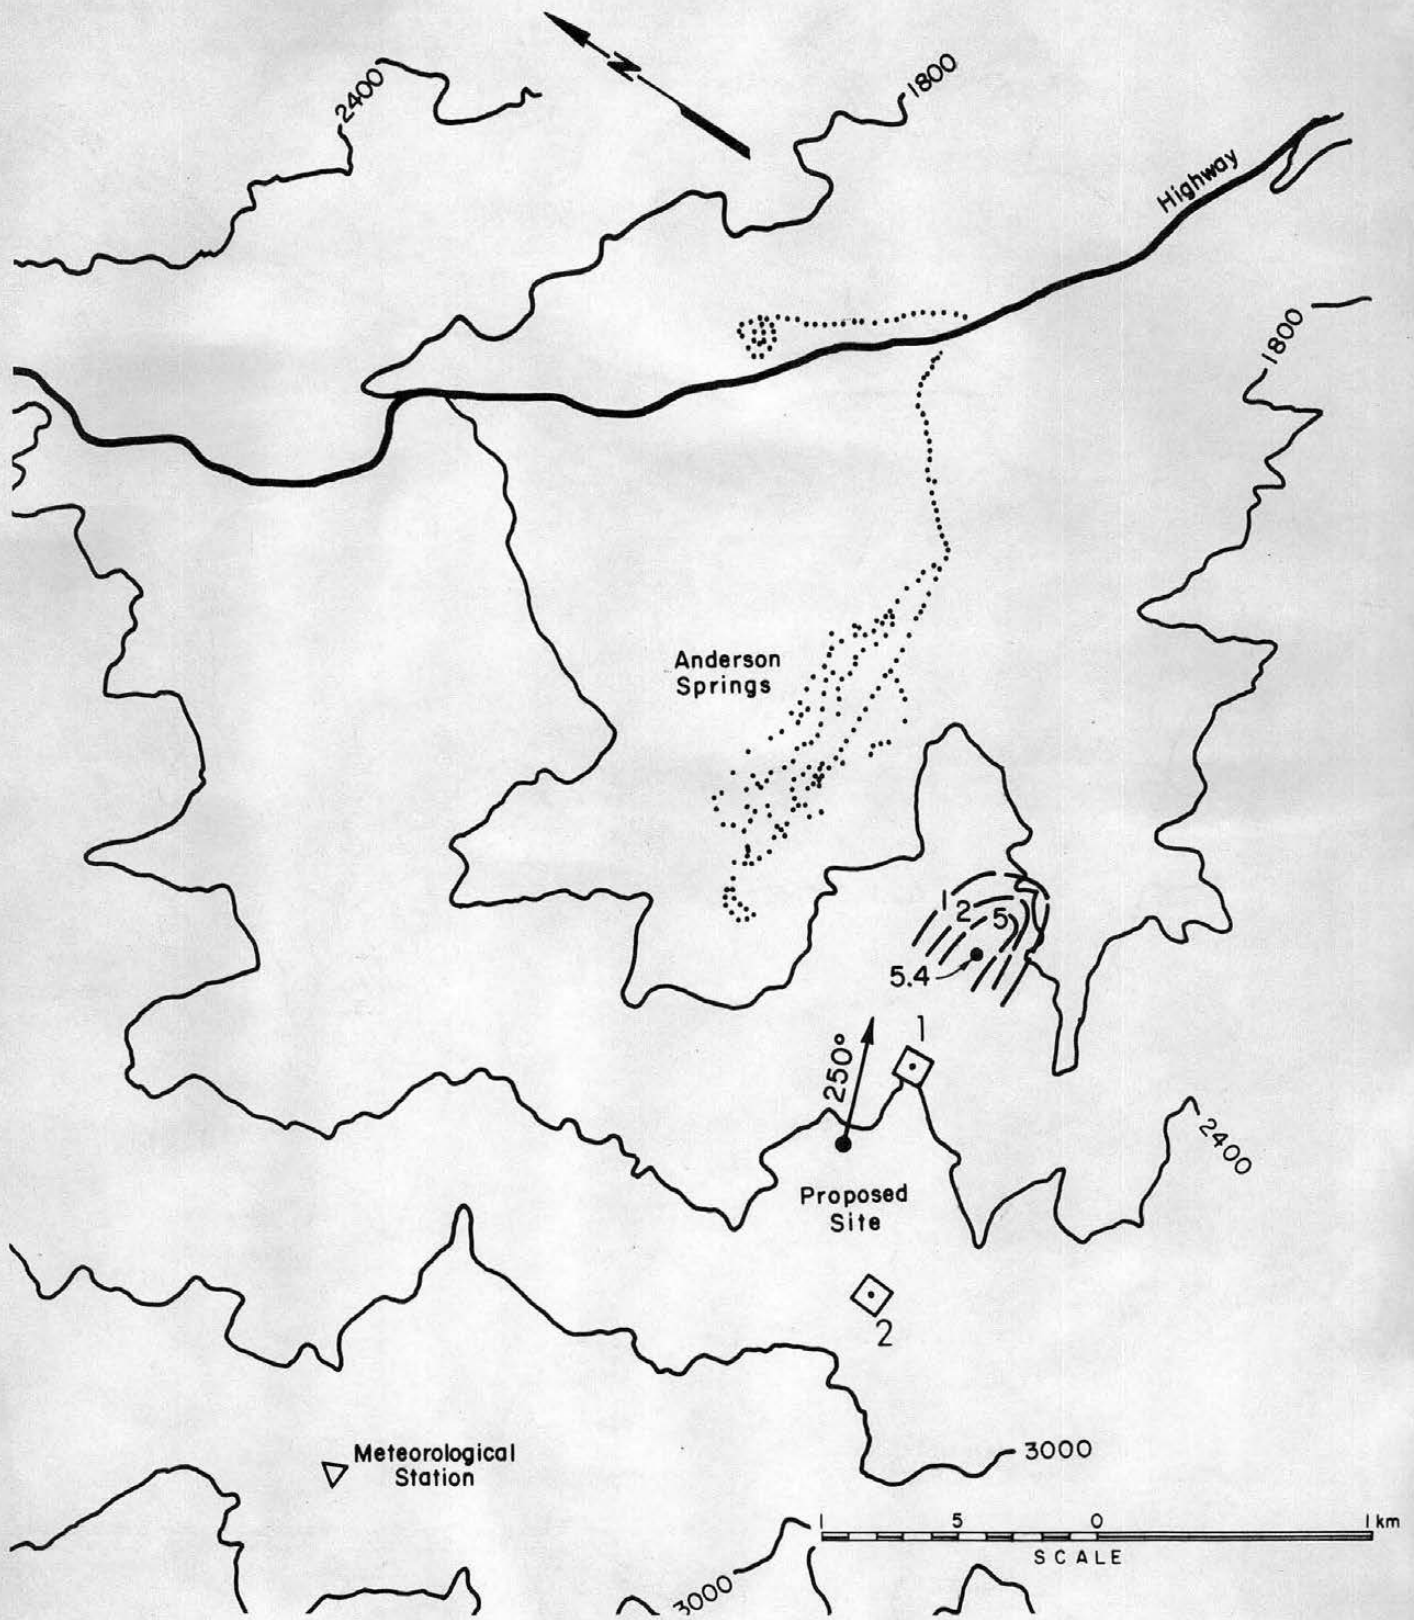 N
2400
1800
Highway
1800
Anderson
Springs
1 2 5
5.4
250°
1
2400
Proposed
Site
2
Meteorological
Station
3000
1 5 0 1 km
SCALE
3000